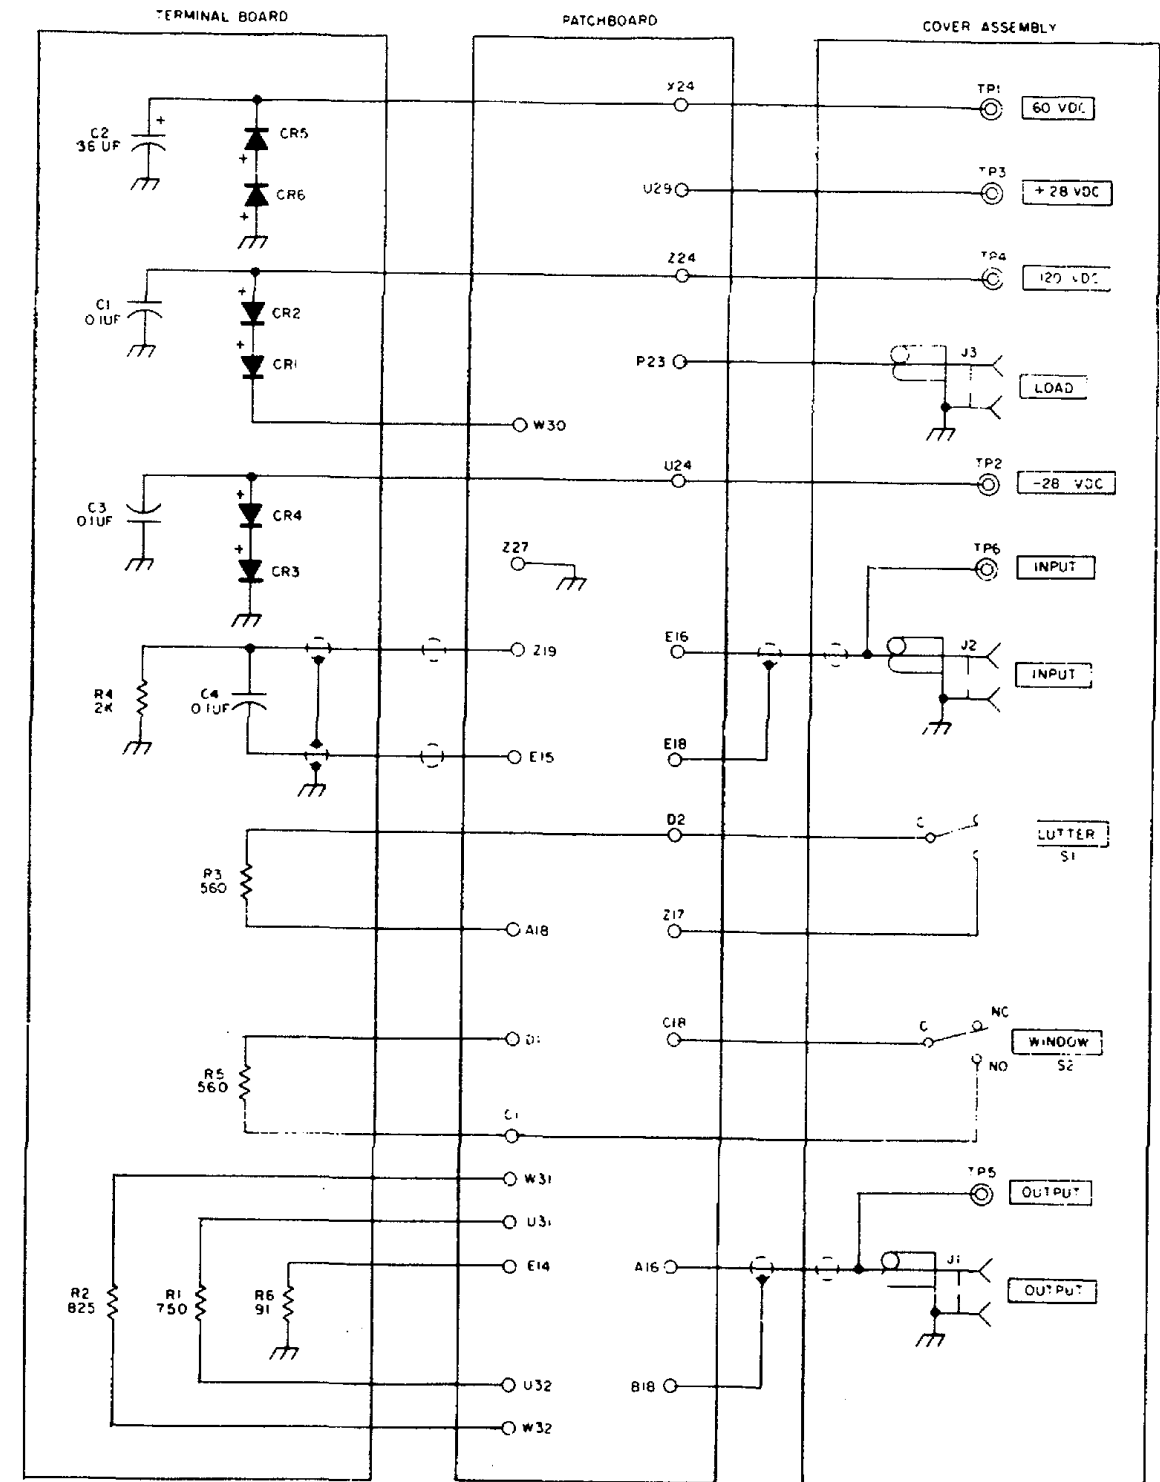 TERMINAL BOARD
PATCHBOARD
COVER ASSEMBLY
X24
TP1
60 VDC
+
C2
36 UF
CR5
+
CR6
+
U29
TP3
+28 VDC
Z24
TP4
120 VDC
C1
0.1UF
+
CR2
+
CR1
P23
J3
LOAD
W30
U24
TP2
-28 VDC
C3
0.1UF
+
CR4
+
CR3
Z27
TP6
INPUT
Z19
E16
J2
INPUT
R4
2K
C4
0.1UF
E15
E18
D2
C
LUTTER
S1
R3
560
A18
Z17
D1
C18
C
NC
WINDOW
S2
NO
R5
560
C1
W31
TP5
OUTPUT
U31
E14
A16
J1
OUTPUT
R2
825
R1
750
R6
91
U32
B18
W32